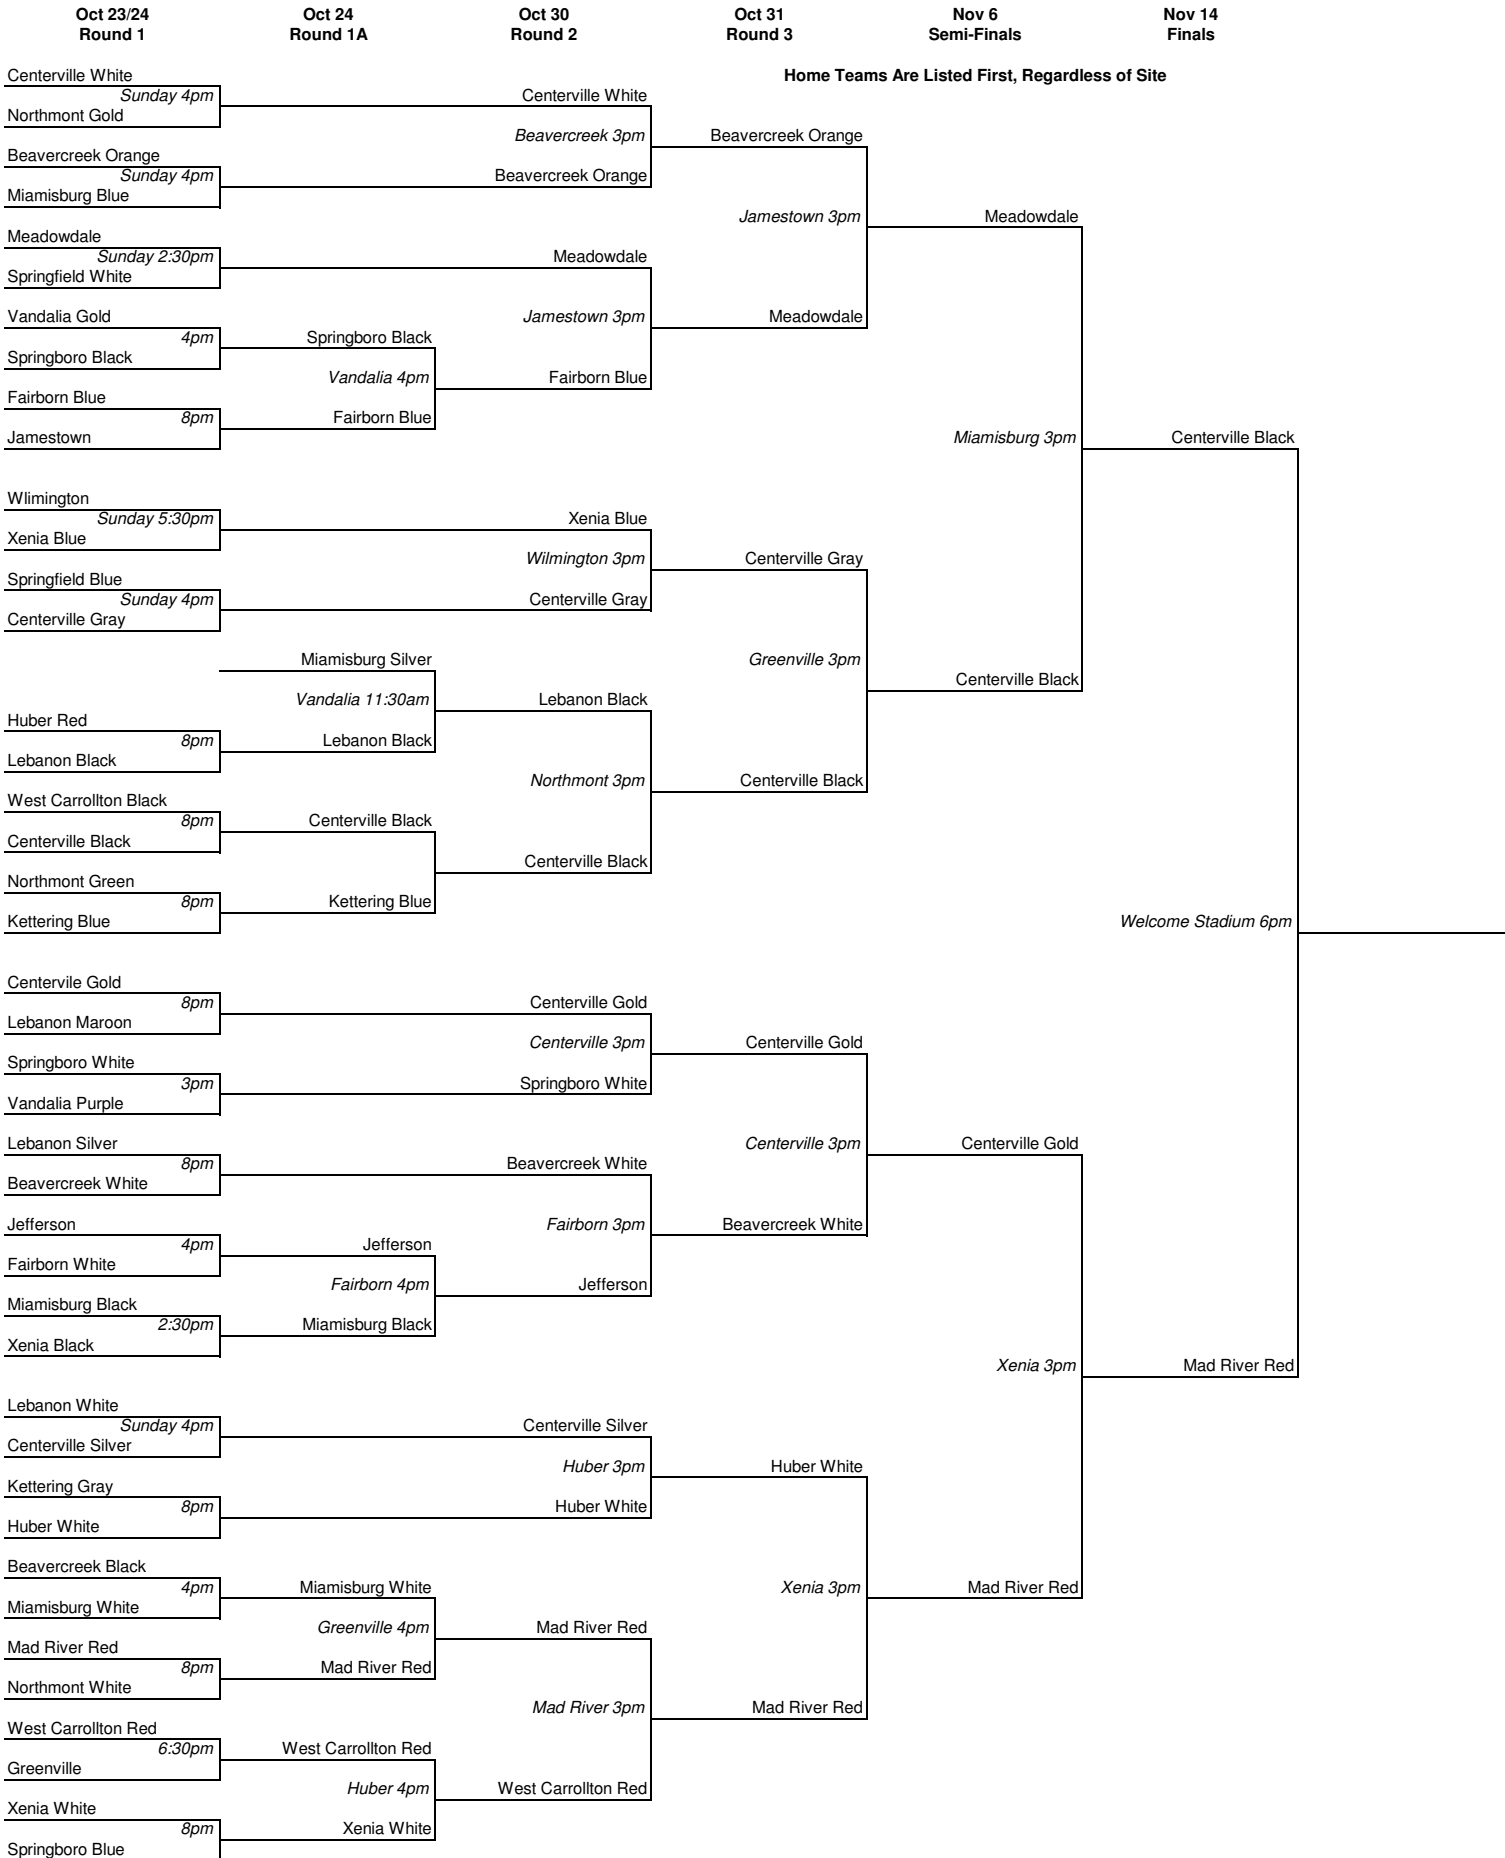 Oct 23/24 Oct 24 Oct 30 Oct 31 Nov 6 Nov 14
Round 1 Round 1A Round 2 Round 3 Semi-Finals Finals
Centerville White Home Teams Are Listed First, Regardless of Site
Sunday 4pm Centerville White
Northmont Gold
Beavercreek 3pm Beavercreek Orange
Beavercreek Orange
Sunday 4pm Beavercreek Orange
Miamisburg Blue
Jamestown 3pm Meadowdale
Meadowdale
Sunday 2:30pm Meadowdale
Springfield White
Vandalia Gold Jamestown 3pm Meadowdale
4pm Springboro Black
Springboro Black
Vandalia 4pm Fairborn Blue
Fairborn Blue
8pm Fairborn Blue
Jamestown Miamisburg 3pm Centerville Black
Wlimington
Sunday 5:30pm Xenia Blue
Xenia Blue
Wilmington 3pm Centerville Gray
Springfield Blue
Sunday 4pm Centerville Gray
Centerville Gray
Miamisburg Silver Greenville 3pm
Centerville Black
Vandalia 11:30am Lebanon Black
Huber Red
8pm Lebanon Black
Lebanon Black
Northmont 3pm Centerville Black
West Carrollton Black
8pm Centerville Black
Centerville Black
Centerville Black
Northmont Green
8pm Kettering Blue
Kettering Blue Welcome Stadium 6pm
Centervile Gold
8pm Centerville Gold
Lebanon Maroon
Centerville 3pm Centerville Gold
Springboro White
3pm Springboro White
Vandalia Purple
Lebanon Silver Centerville 3pm Centerville Gold
8pm Beavercreek White
Beavercreek White
Jefferson Fairborn 3pm Beavercreek White
4pm Jefferson
Fairborn White
Fairborn 4pm Jefferson
Miamisburg Black
2:30pm Miamisburg Black
Xenia Black
Xenia 3pm Mad River Red
Lebanon White
Sunday 4pm Centerville Silver
Centerville Silver
Huber 3pm Huber White
Kettering Gray
8pm Huber White
Huber White
Beavercreek Black
4pm Miamisburg White Xenia 3pm Mad River Red
Miamisburg White
Greenville 4pm Mad River Red
Mad River Red
8pm Mad River Red
Northmont White
Mad River 3pm Mad River Red
West Carrollton Red
6:30pm West Carrollton Red
Greenville
Huber 4pm West Carrollton Red
Xenia White
8pm Xenia White
Springboro Blue